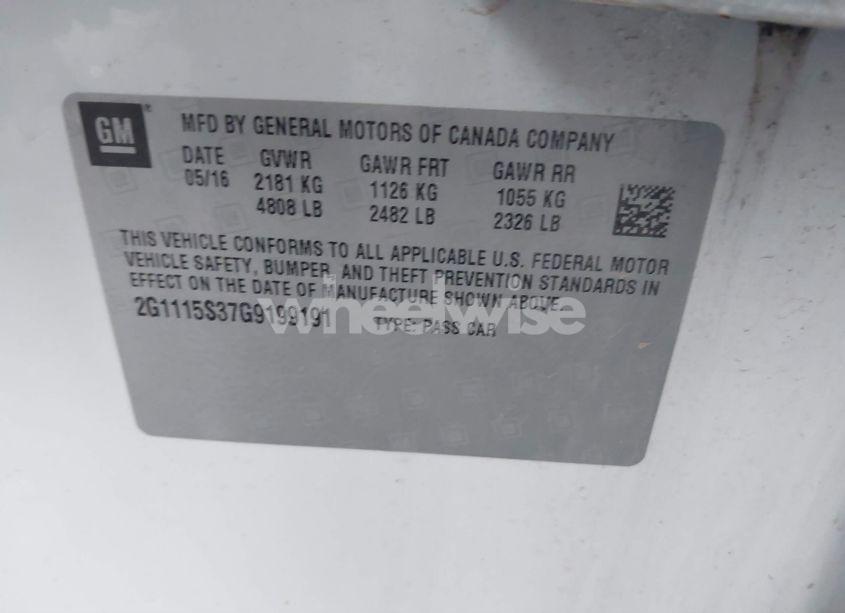 GM
MFD BY GENERAL MOTORS OF CANADA COMPANY
DATE GVWR GAWR FRT GAWR RR
05/16 2181 KG 1126 KG 1055 KG
4808 LB 2482 LB 2326 LB
THIS VEHICLE CONFORMS TO ALL APPLICABLE U.S. FEDERAL MOTOR
VEHICLE SAFETY, BUMPER, AND THEFT PREVENTION STANDARDS IN
EFFECT ON THE DATE OF MANUFACTURE SHOWN ABOVE.
2G1115S37G9199191 TYPE: PASS CAR
wheelwise